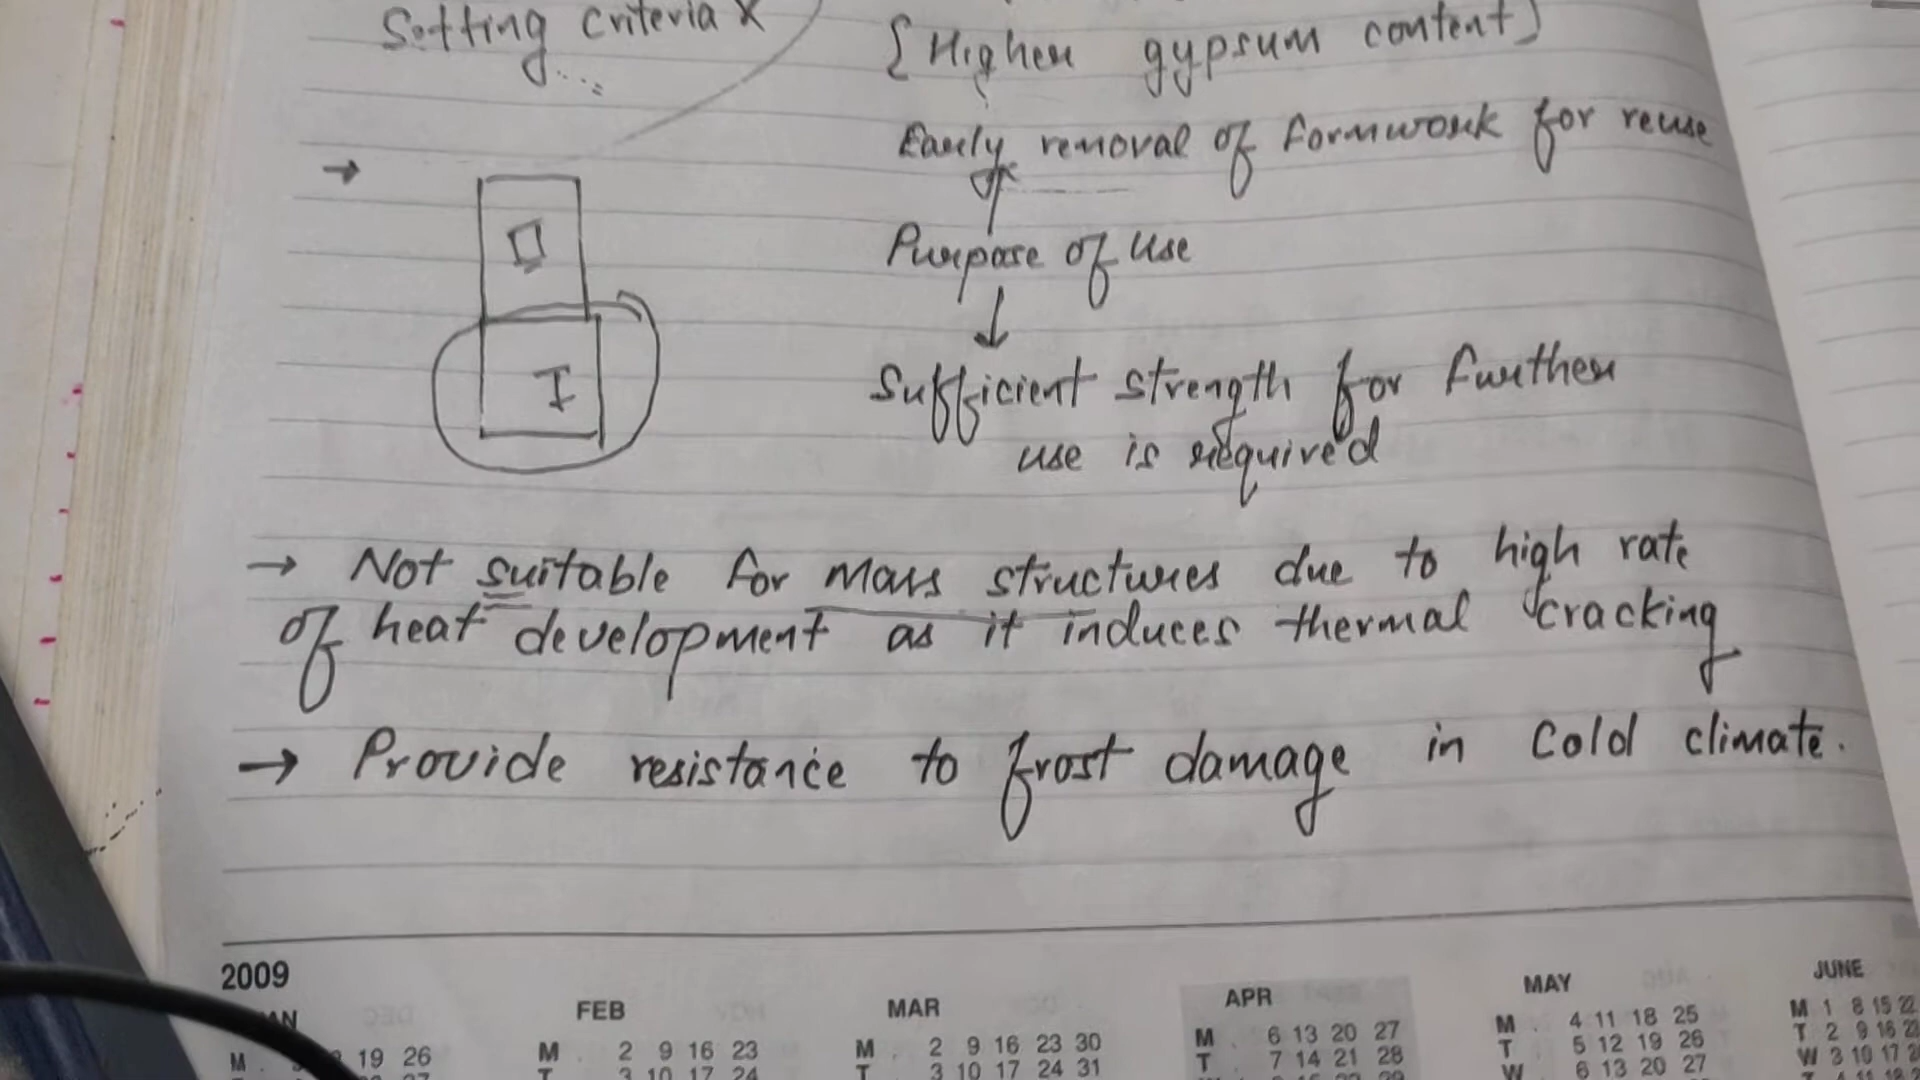 Setting criteria X
[Higher gypsum content]
Early removal of formwork for reuse
→
Purpose of use
↓
Sufficient strength for further
use is required
→ Not suitable for mass structures due to high rate
of heat development as it induces thermal cracking
→ Provide resistance to frost damage in cold climate.
2009
FEB
MAR
APR
MAY
JUNE
M 19 26
M 2 9 16 23
M 2 9 16 23 30
M 6 13 20 27
M 4 11 18 25
M 1 8 15 22
T 3 10 17 24
T 3 10 17 24 31
T 7 14 21 28
T 5 12 19 26
T 2 9 16
W 6 13 20 27
W 3 10 17